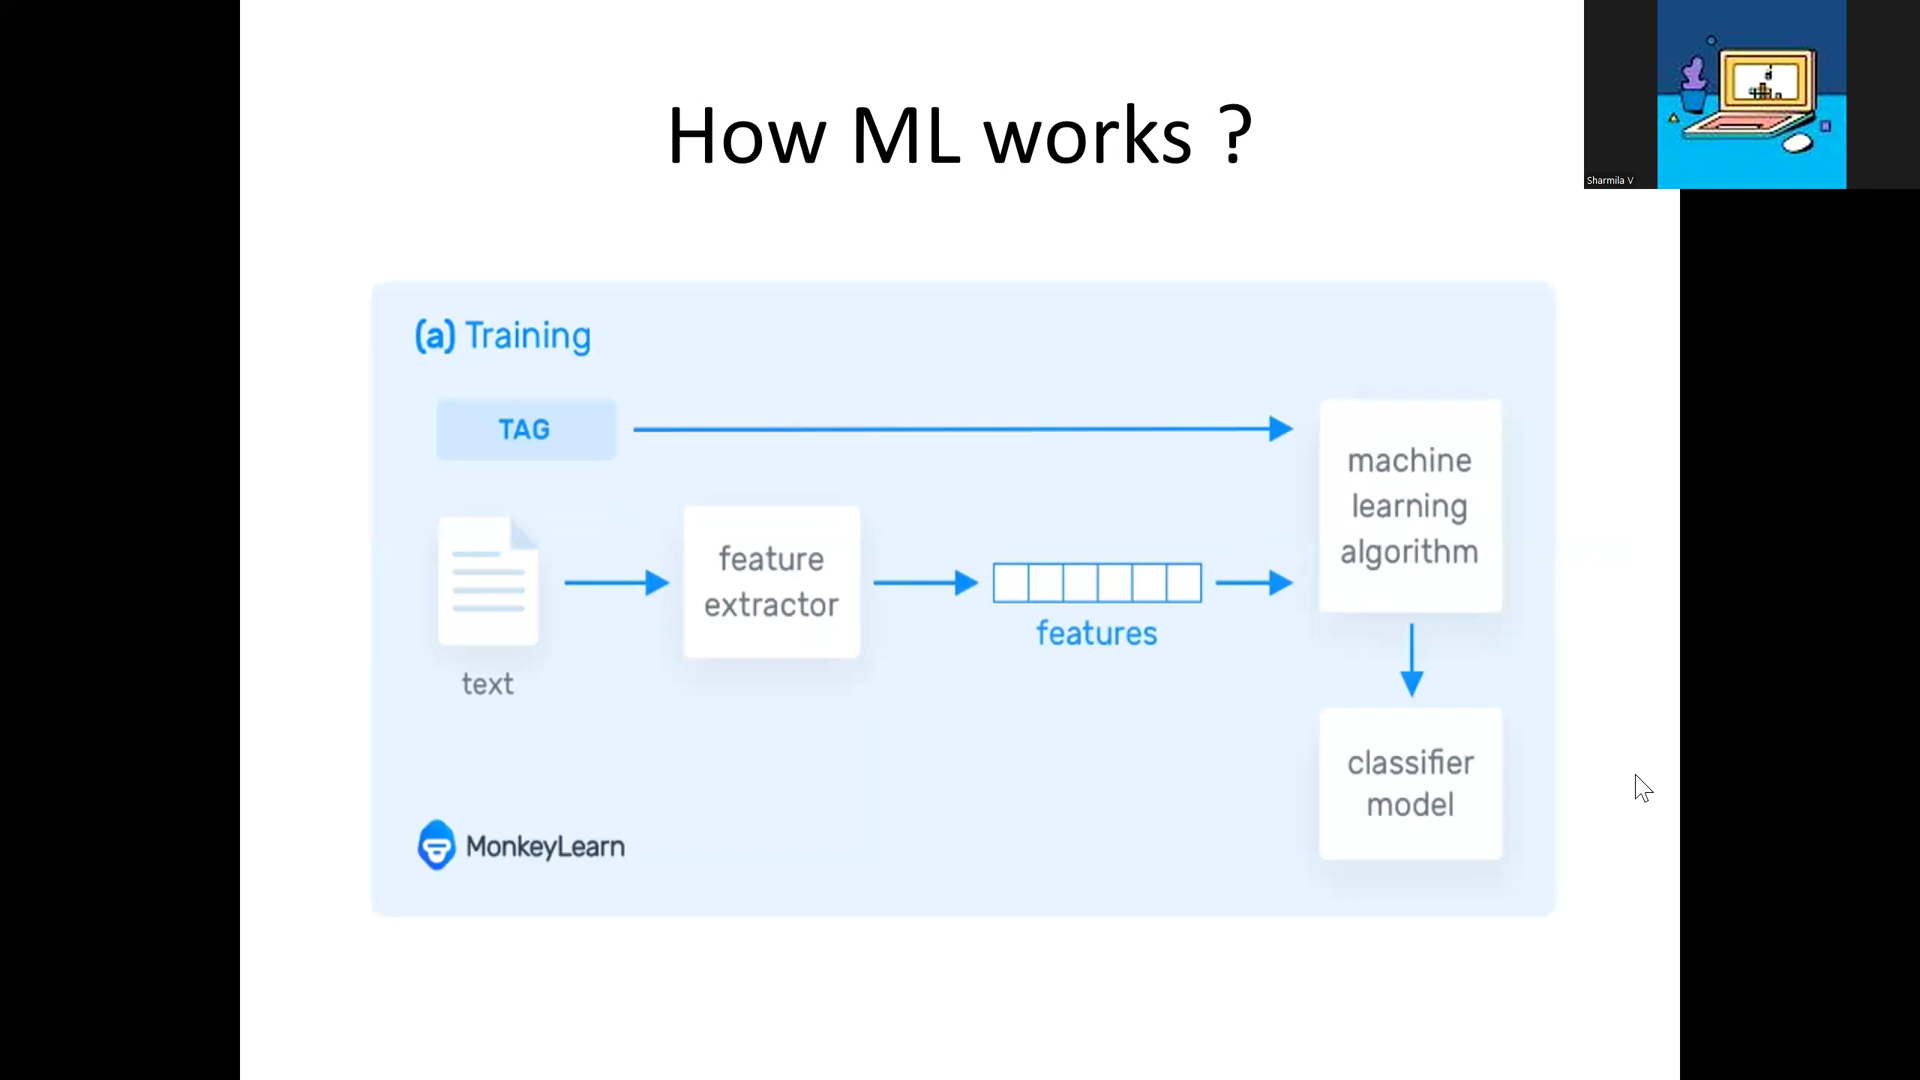 How ML works ?
Sharmila V
(a) Training
TAG
machine
learning
algorithm
feature
extractor
features
text
classifier
model
MonkeyLearn